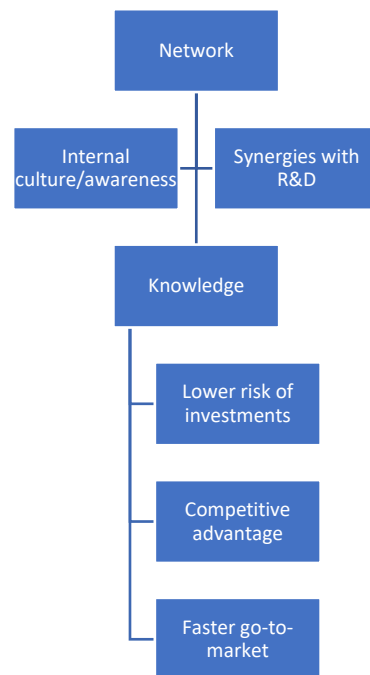 Network
Internal
culture/awareness
Synergies with
R&D
Knowledge
Lower risk of
investments
Competitive
advantage
Faster go-to-
market